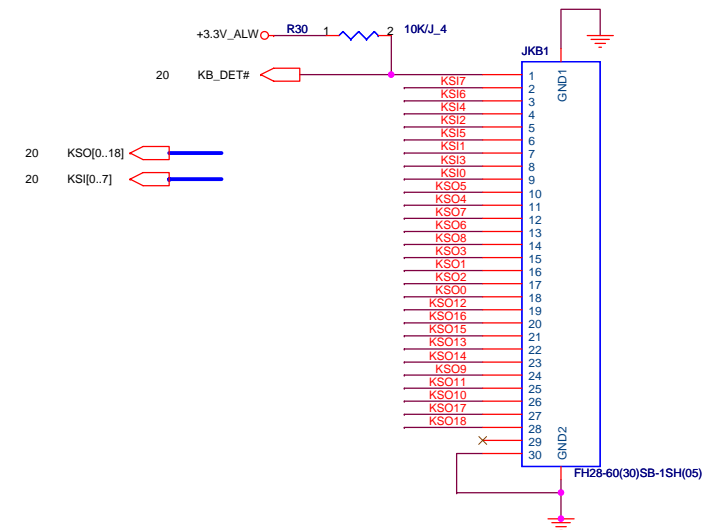 +3.3V_ALW R30 1 2 10K/J_4
JKB1
20 KB_DET# 1
GND1
KSI7 2
KSI6 3
KSI4 4
KSI2 5
KSI5 6
KSI1 7
20 KSO[0..18]
KSI3 8
20 KSI[0..7]
KSI0 9
KSO5 10
KSO4 11
KSO7 12
KSO6 13
KSO8 14
KSO3 15
KSO1 16
KSO2 17
KSO0 18
KSO12 19
KSO16 20
KSO15 21
KSO13 22
KSO14 23
KSO9 24
KSO11 25
KSO10 26
KSO17 27
KSO18 28
29
30
GND2
FH28-60(30)SB-1SH(05)